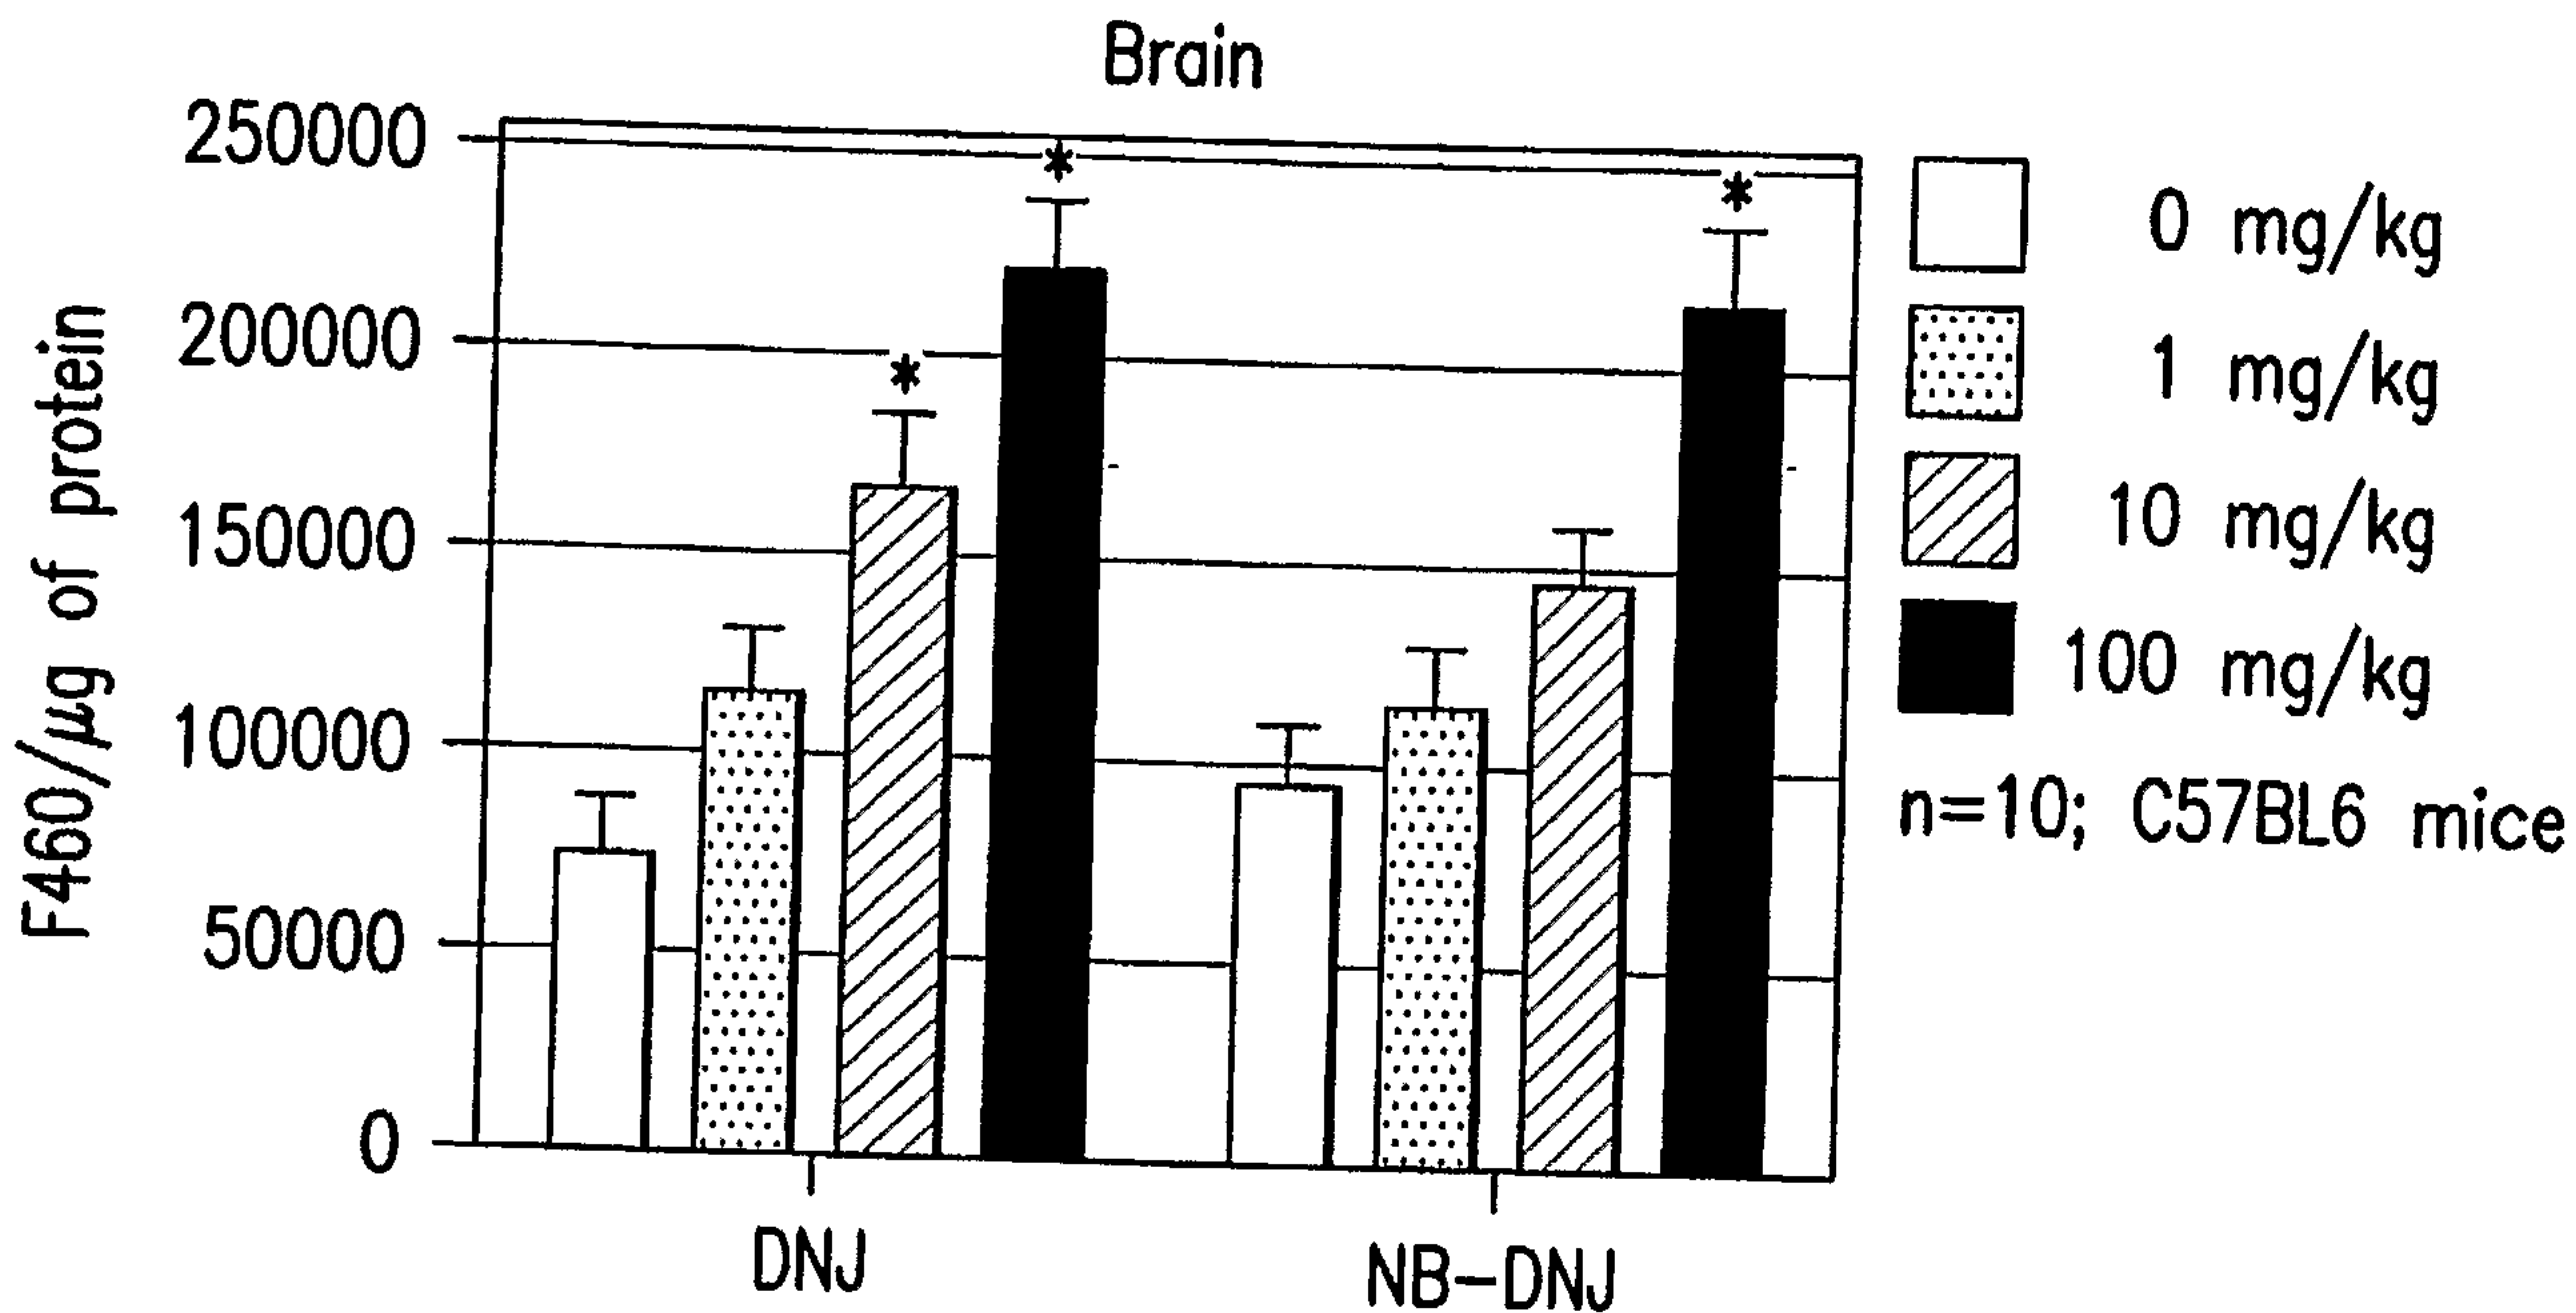 Brain
F460/µg of protein
250000
200000
150000
100000
50000
0
*
*
*
DNJ
NB-DNJ
0 mg/kg
1 mg/kg
10 mg/kg
100 mg/kg
n=10; C57BL6 mice